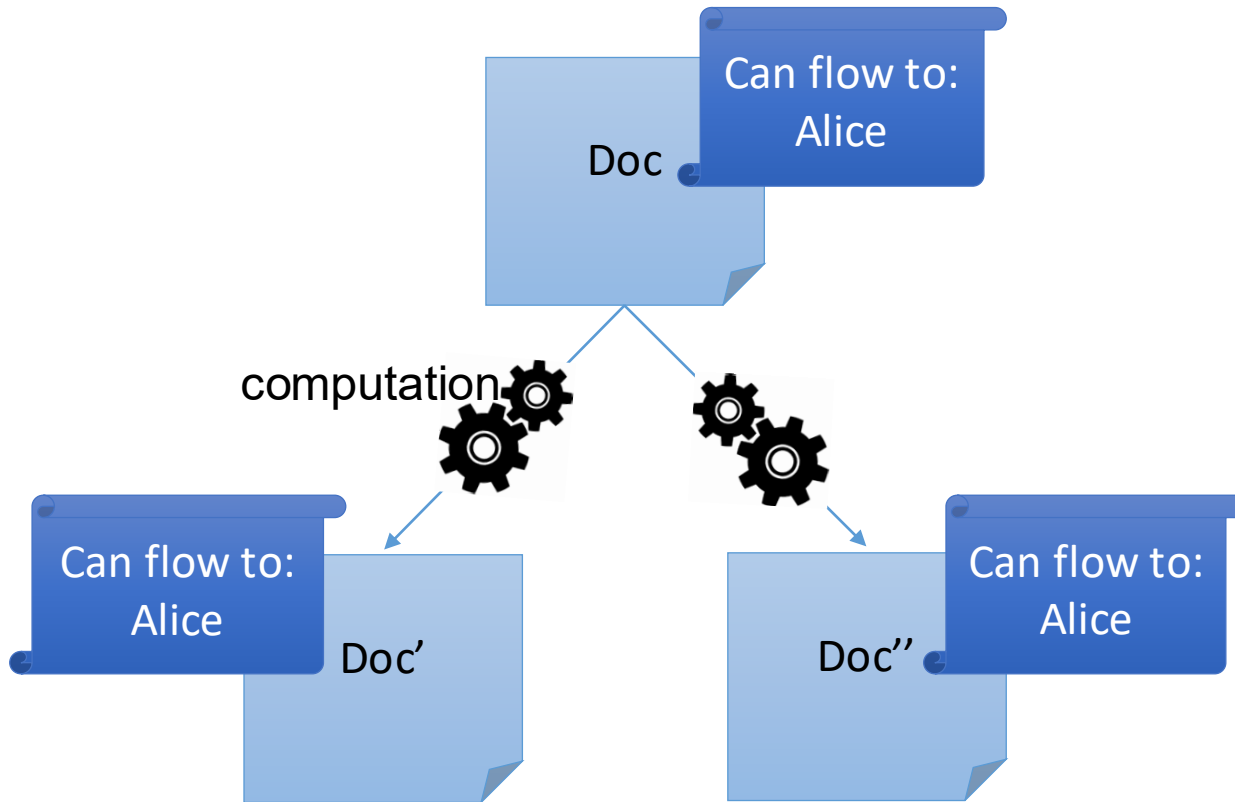 Can flow to:
Alice
Doc
computation
Can flow to:
Alice
Doc’
Can flow to:
Alice
Doc’’